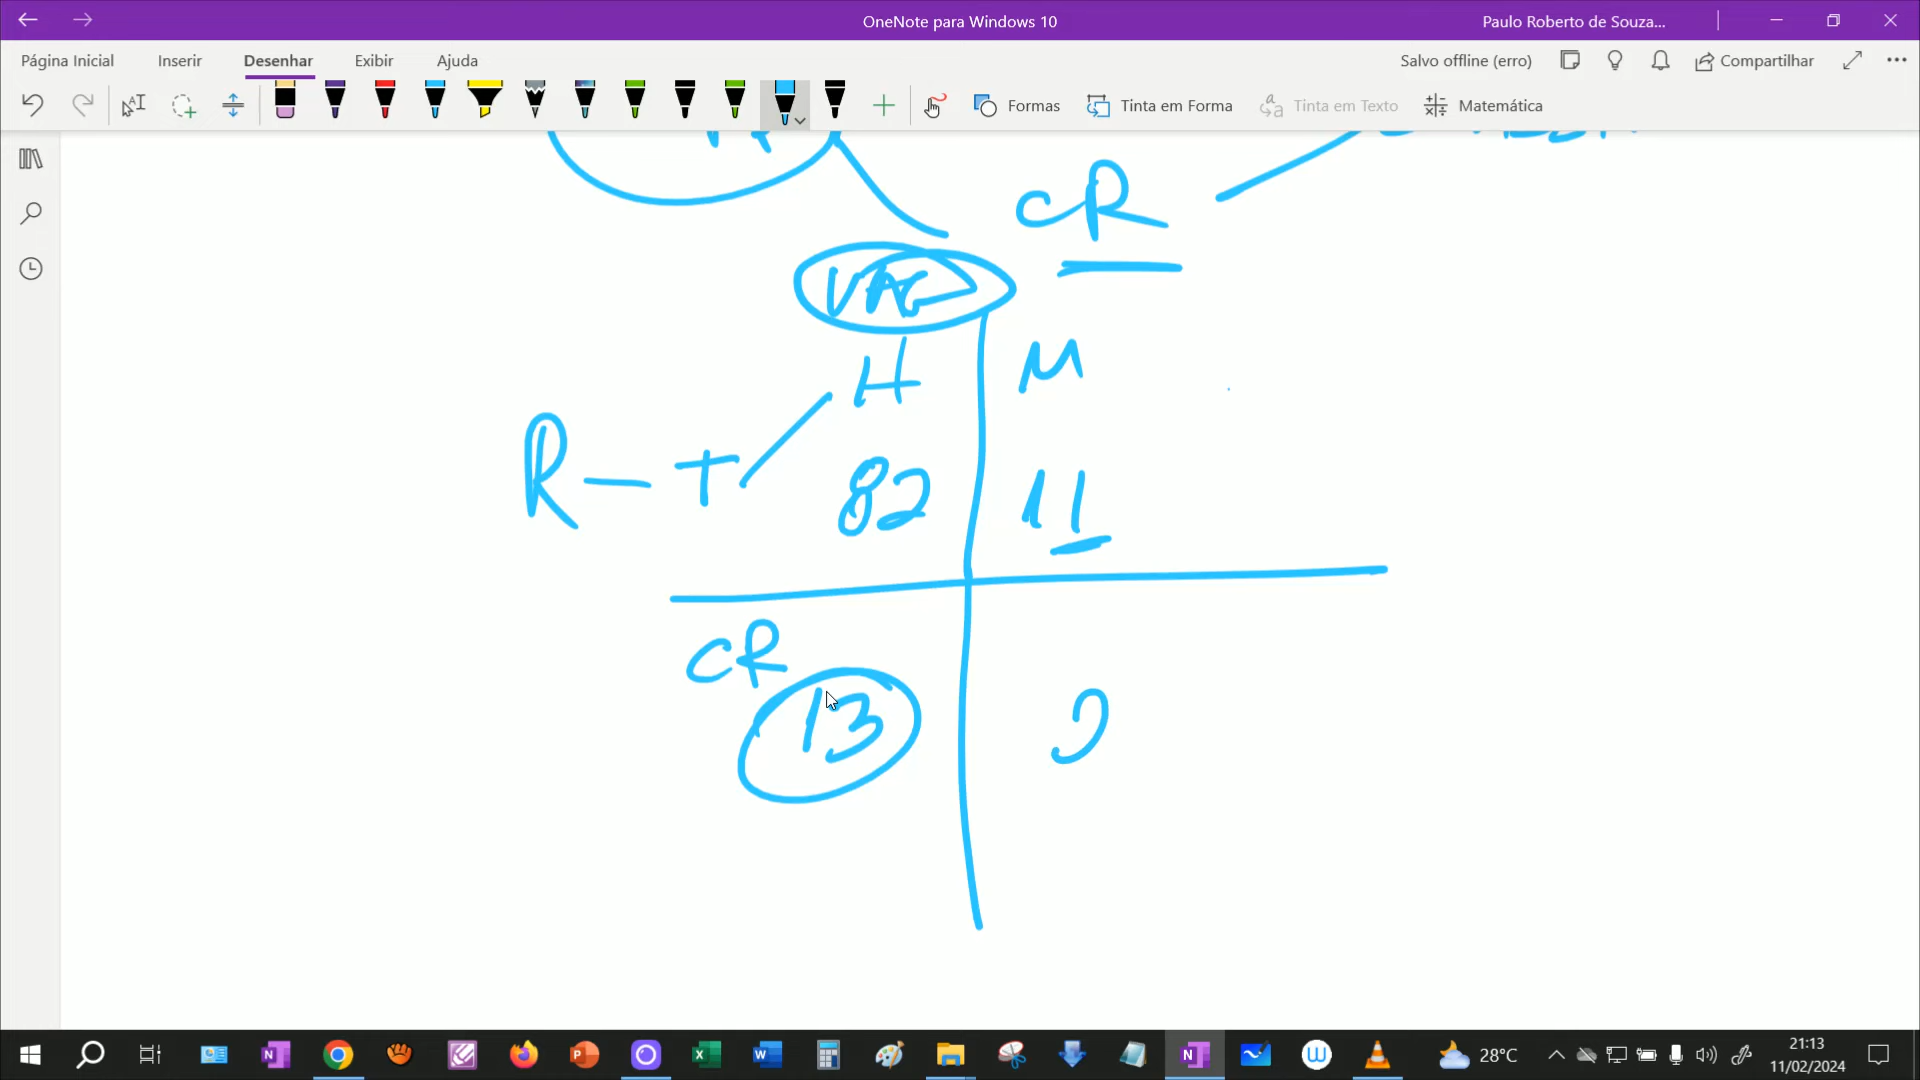 OneNote para Windows 10
Paulo Roberto de Souza...
Página Inicial
Inserir
Desenhar
Exibir
Ajuda
Salvo offline (erro)
Compartilhar
Formas
Tinta em Forma
Tinta em Texto
Matemática
CR
VAG
H M
R — T 82 11
CR
13
28°C
21:13
11/02/2024